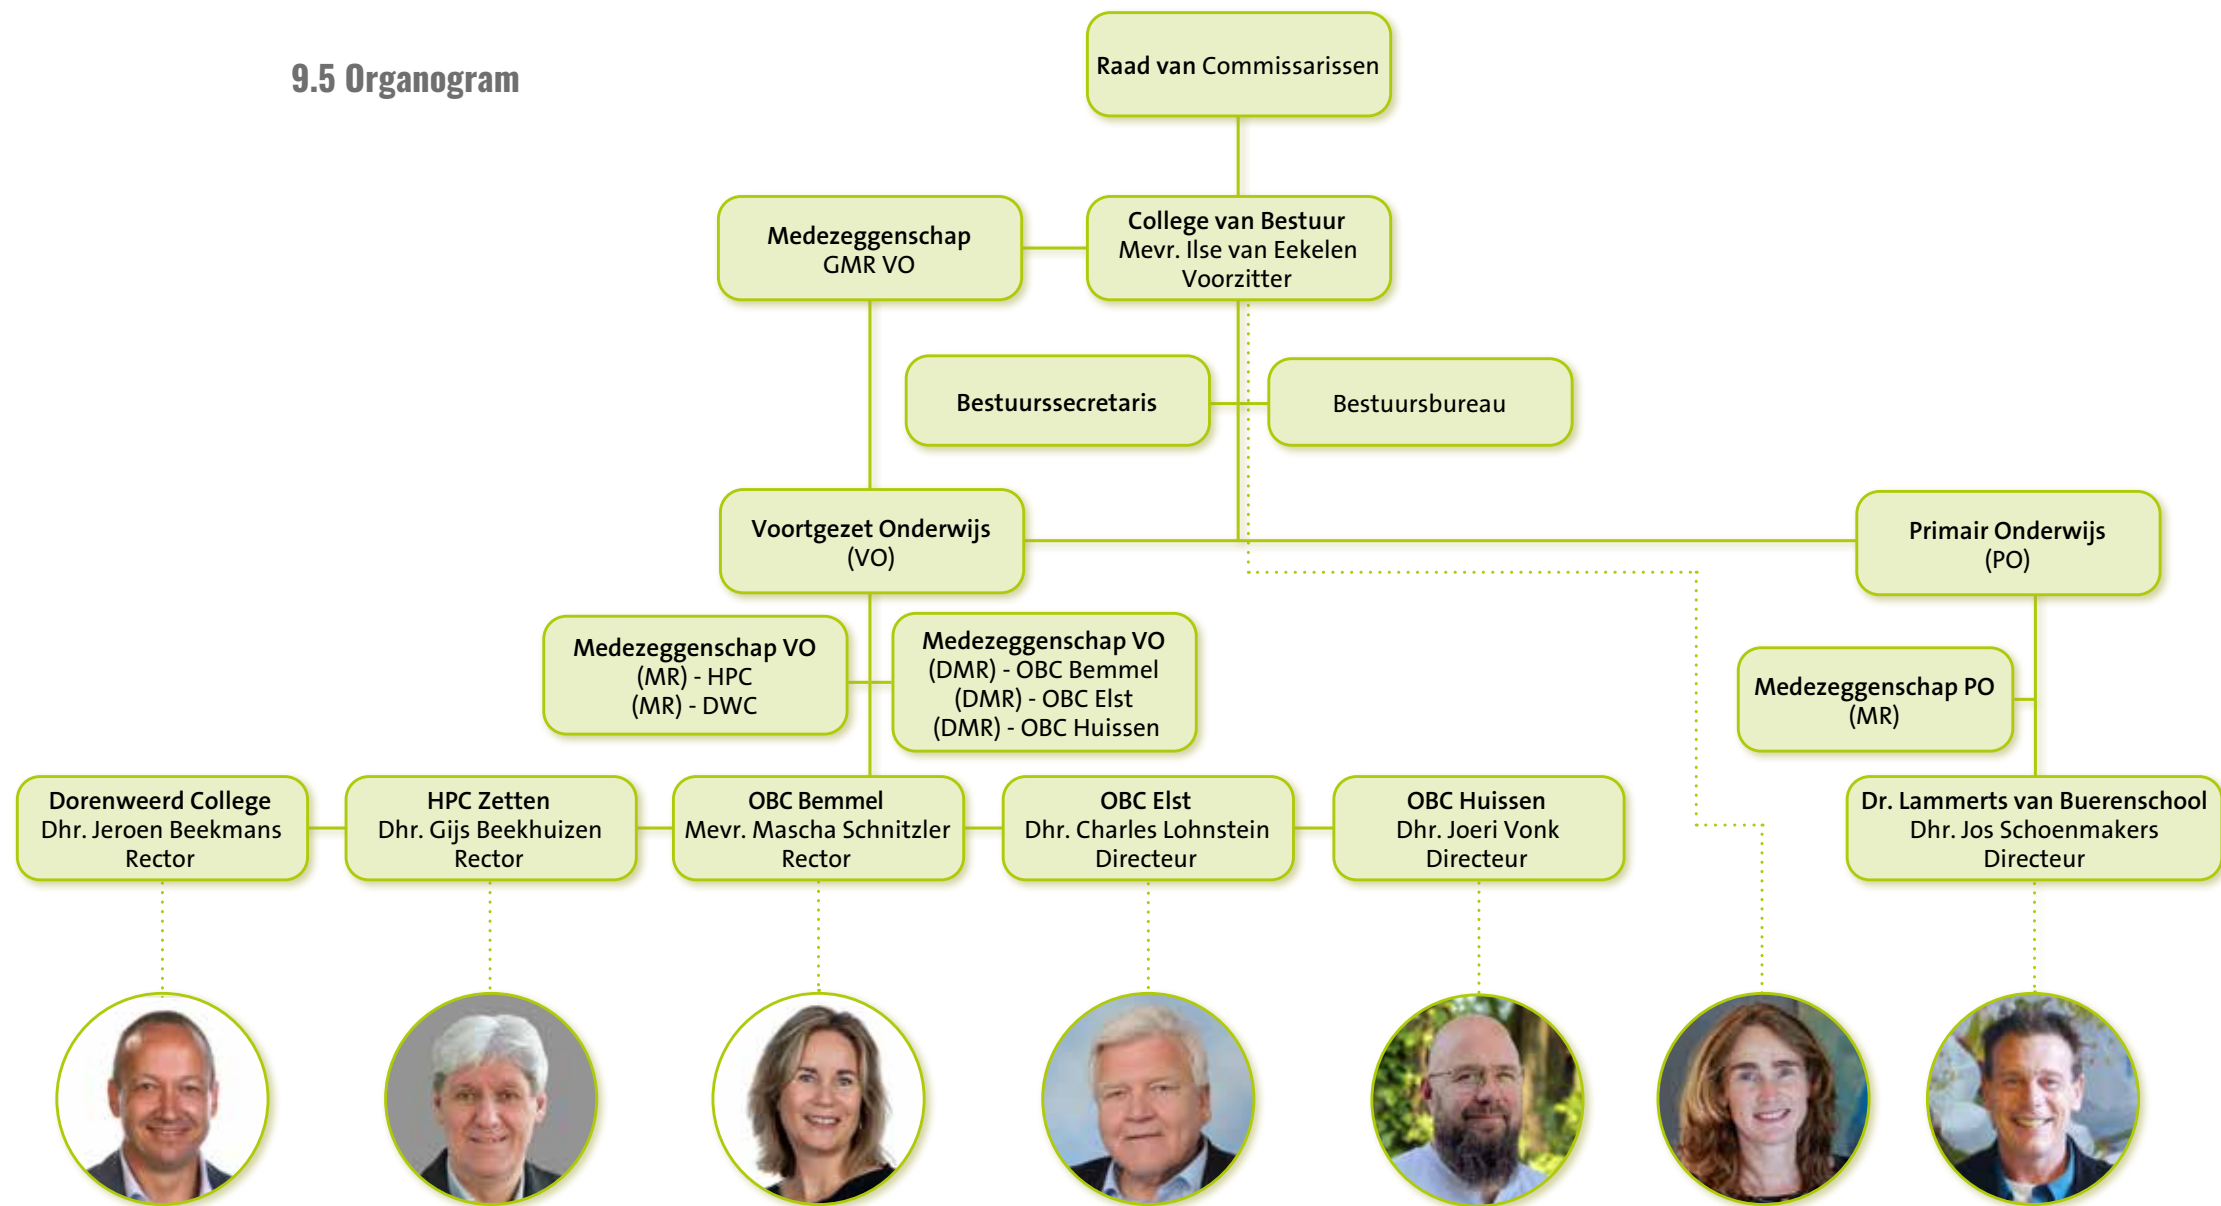 9.5 Organogram
Raad van Commissarissen
Medezeggenschap
GMR VO
College van Bestuur
Mevr. Ilse van Eekelen
Voorzitter
Bestuurssecretaris
Bestuursbureau
Voortgezet Onderwijs
(VO)
Primair Onderwijs
(PO)
Medezeggenschap VO
(MR) - HPC
(MR) - DWC
Medezeggenschap VO
(DMR) - OBC Bemmel
(DMR) - OBC Elst
(DMR) - OBC Huissen
Medezeggenschap PO
(MR)
Dorenweerd College
Dhr. Jeroen Beekmans
Rector
HPC Zetten
Dhr. Gijs Beekhuizen
Rector
OBC Bemmel
Mevr. Mascha Schnitzler
Rector
OBC Elst
Dhr. Charles Lohnstein
Directeur
OBC Huissen
Dhr. Joeri Vonk
Directeur
Dr. Lammerts van Buerenschool
Dhr. Jos Schoenmakers
Directeur